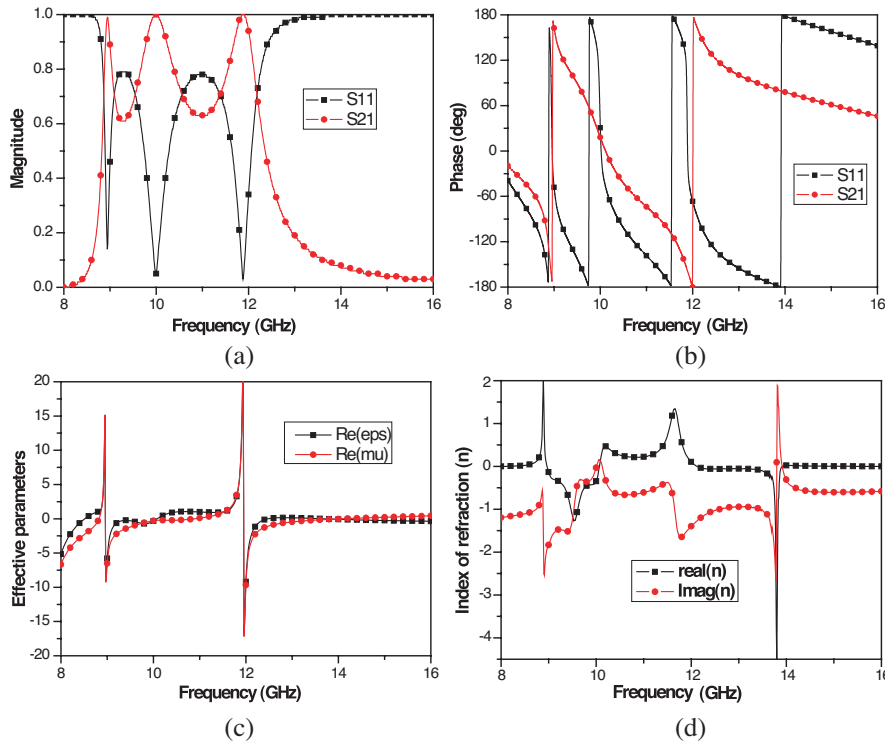 1.0
0.8
0.6
0.4
0.2
0.0
Magnitude
S11
S21
8 10 12 14 16
Frequency (GHz)
(a)
180
120
60
0
-60
-120
-180
Phase (deg)
S11
S21
8 10 12 14 16
Frequency (GHz)
(b)
20
15
10
5
0
-5
-10
-15
-20
Effective parameters
Re(eps)
Re(mu)
8 10 12 14 16
Frequency (GHz)
(c)
2
1
0
-1
-2
-3
-4
Index of refraction (n)
real(n)
Imag(n)
8 10 12 14 16
Frequency (GHz)
(d)